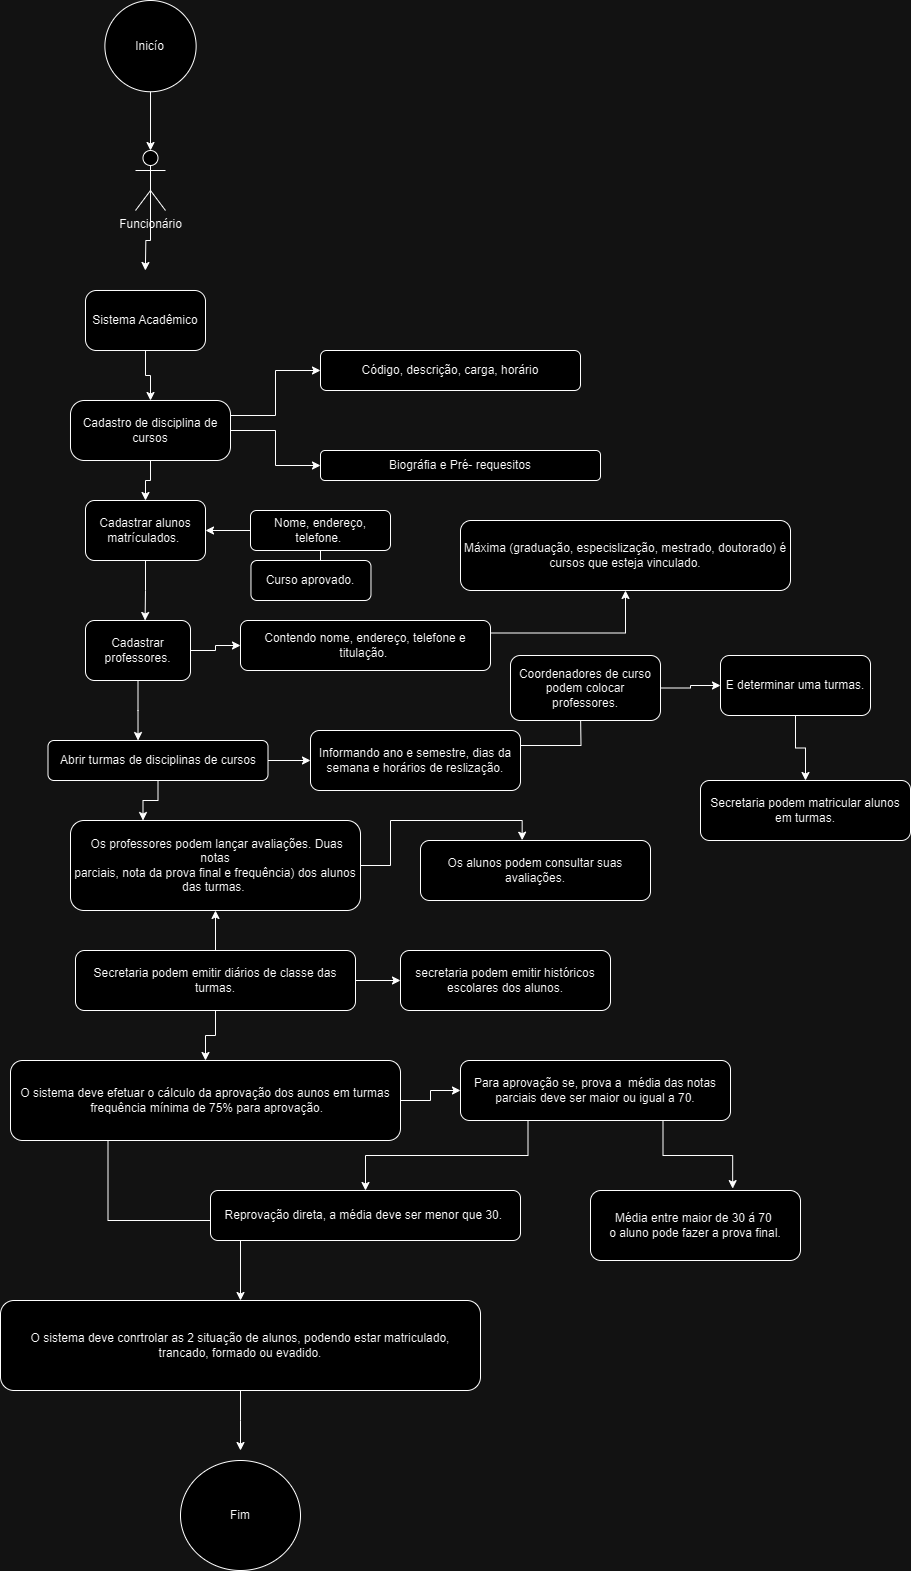 Inicío
Funcionário
Sistema Acadêmico
Código, descrição, carga, horário
Cadastro de disciplina de
cursos
Biográfia e Pré- requesitos
Cadastrar alunos
matrículados.
Nome, endereço,
telefone.
Curso aprovado.
Máxima (graduação, especislização, mestrado, doutorado) é
cursos que esteja vinculado.
Cadastrar
professores.
Contendo nome, endereço, telefone e
titulação.
Coordenadores de curso
podem colocar
professores.
E determinar uma turmas.
Abrir turmas de disciplinas de cursos
Informando ano e semestre, dias da
semana e horários de reslização.
Secretaria podem matricular alunos
em turmas.
Os professores podem lançar avaliações. Duas
notas
parciais, nota da prova final e frequência) dos alunos
das turmas.
Os alunos podem consultar suas
avaliações.
Secretaria podem emitir diários de classe das
turmas.
secretaria podem emitir históricos
escolares dos alunos.
O sistema deve efetuar o cálculo da aprovação dos aunos em turmas
frequência mínima de 75% para aprovação.
Para aprovação se, prova a média das notas
parciais deve ser maior ou igual a 70.
Reprovação direta, a média deve ser menor que 30.
Média entre maior de 30 á 70
o aluno pode fazer a prova final.
O sistema deve conrtrolar as 2 situação de alunos, podendo estar matriculado,
trancado, formado ou evadido.
Fim